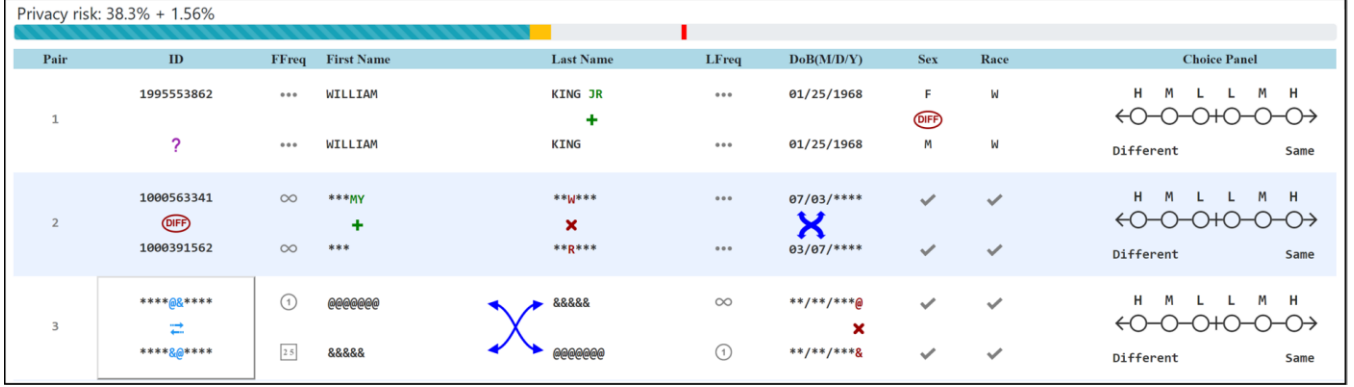 Privacy risk: 38.3% + 1.56%
Pair ID FFreq First Name Last Name LFreq DoB(M/D/Y) Sex Race Choice Panel
1995553862 ••• WILLIAM KING JR ••• 01/25/1968 F W H M L L M H
1 + DIFF
? ••• WILLIAM KING ••• 01/25/1968 M W Different Same
1000563341 ∞ ***MY **W*** ••• 07/03/**** ✓ ✓ H M L L M H
2 DIFF + ×
1000391562 ∞ *** **R*** ••• 03/07/**** ✓ ✓ Different Same
****@&**** 1 @@@@@@@ &&&&& ∞ **/**/***@ ✓ ✓ H M L L M H
3 ×
****&@**** 25 &&&&& @@@@@@@ 1 **/**/***& ✓ ✓ Different Same